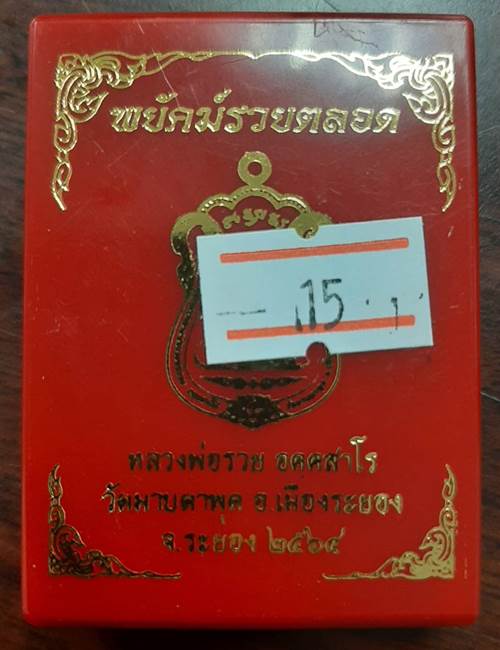 พยัคฆ์รวยตลอด
15
หลวงพ่อรวย อคฺคสาโร
วัดมาบตาพุด อ.เมืองระยอง
จ.ระยอง ๒๕๖๔